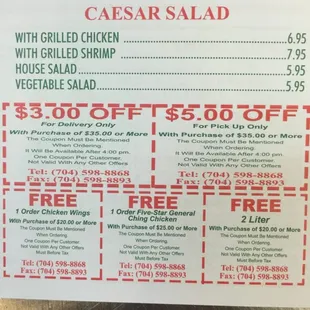 CAESAR SALAD
WITH GRILLED CHICKEN....................6.95
WITH GRILLED SHRIMP....................7.95
HOUSE SALAD....................5.95
VEGETABLE SALAD....................5.95
$3.00 OFF
For Delivery Only
With Purchase of $35.00 or More
The Coupon Must Be Mentioned
When Ordering.
It Will Be Available After 4:00 pm.
One Coupon Per Customer.
Not Valid With Any Other Offers
Tel: (704) 598-8868
Fax: (704) 598-8893
$5.00 OFF
For Pick Up Only
With Purchase of $35.00 or More
The Coupon Must Be Mentioned
When Ordering.
It Will Be Available After 4:00 pm.
One Coupon Per Customer.
Not Valid With Any Other Offers
Tel: (704) 598-8868
Fax: (704) 598-8893
FREE
1 Order Chicken Wings
With Purchase of $20.00 or More
The Coupon Must Be Mentioned
When Ordering
One Coupon Per Customer
Not Valid With Any Other Offers
Must Before Tax
Tel: (704) 598-8868
Fax: (704) 598-8893
FREE
1 Order Five-Star General
Ching Chicken
With Purchase of $25.00 or More
The Coupon Must Be Mentioned
When Ordering.
One Coupon Per Customer.
Not Valid With Any Other Offers
Must Before Tax
Tel: (704) 598-8868
Fax: (704) 598-8893
FREE
2 Liter
With Purchase of $20.00 or More
The Coupon Must Be Mentioned
When Ordering.
One Coupon Per Customer
Not Valid With Any Other Offers
Must Before Tax
Tel: (704) 598-8868
Fax: (704) 598-8893